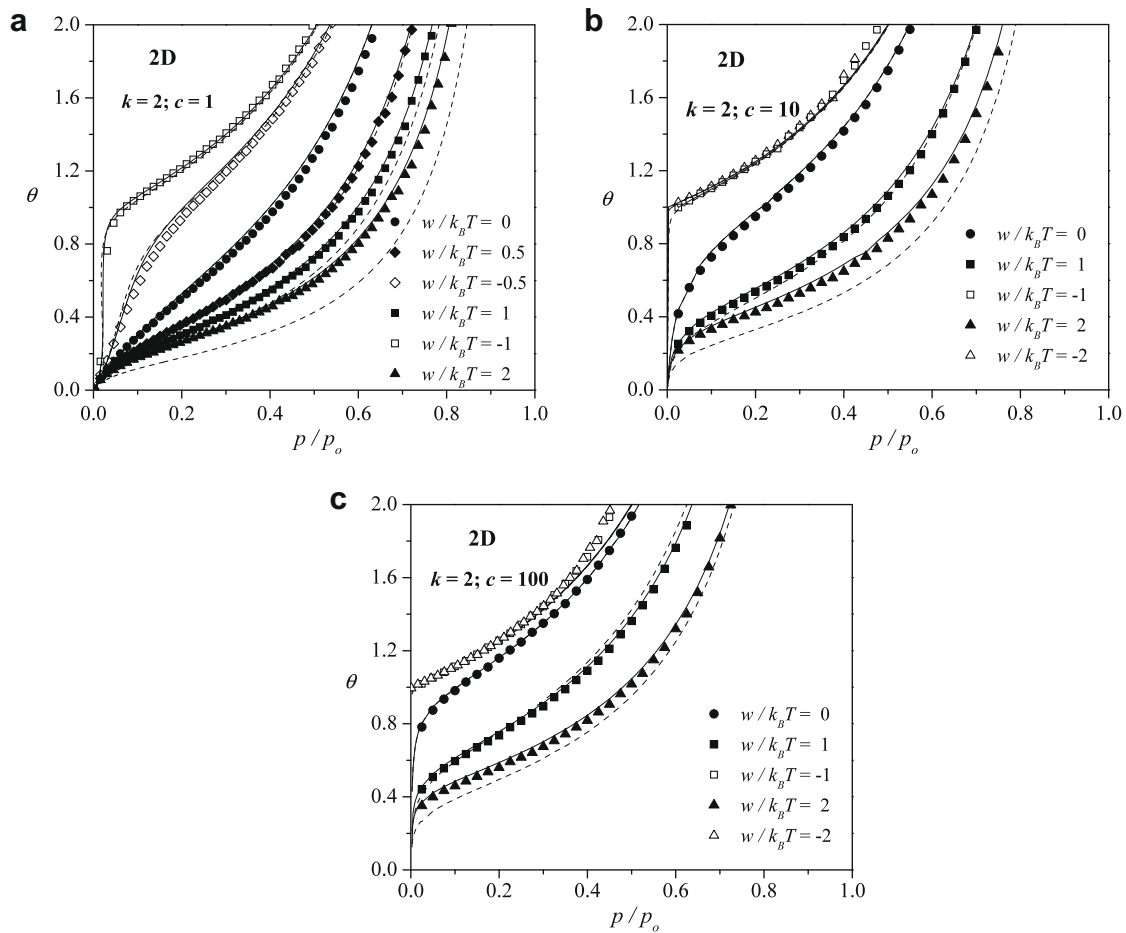 a
2.0
1.6
1.2
0.8
0.4
0.0
θ
2D
k = 2; c = 1
w / k_BT = 0
w / k_BT = 0.5
w / k_BT = -0.5
w / k_BT = 1
w / k_BT = -1
w / k_BT = 2
0.0 0.2 0.4 0.6 0.8 1.0
p / p_o
b
2.0
1.6
1.2
0.8
0.4
0.0
θ
2D
k = 2; c = 10
w / k_BT = 0
w / k_BT = 1
w / k_BT = -1
w / k_BT = 2
w / k_BT = -2
0.0 0.2 0.4 0.6 0.8 1.0
p / p_o
c
2.0
1.6
1.2
0.8
0.4
0.0
θ
2D
k = 2; c = 100
w / k_BT = 0
w / k_BT = 1
w / k_BT = -1
w / k_BT = 2
w / k_BT = -2
0.0 0.2 0.4 0.6 0.8 1.0
p / p_o